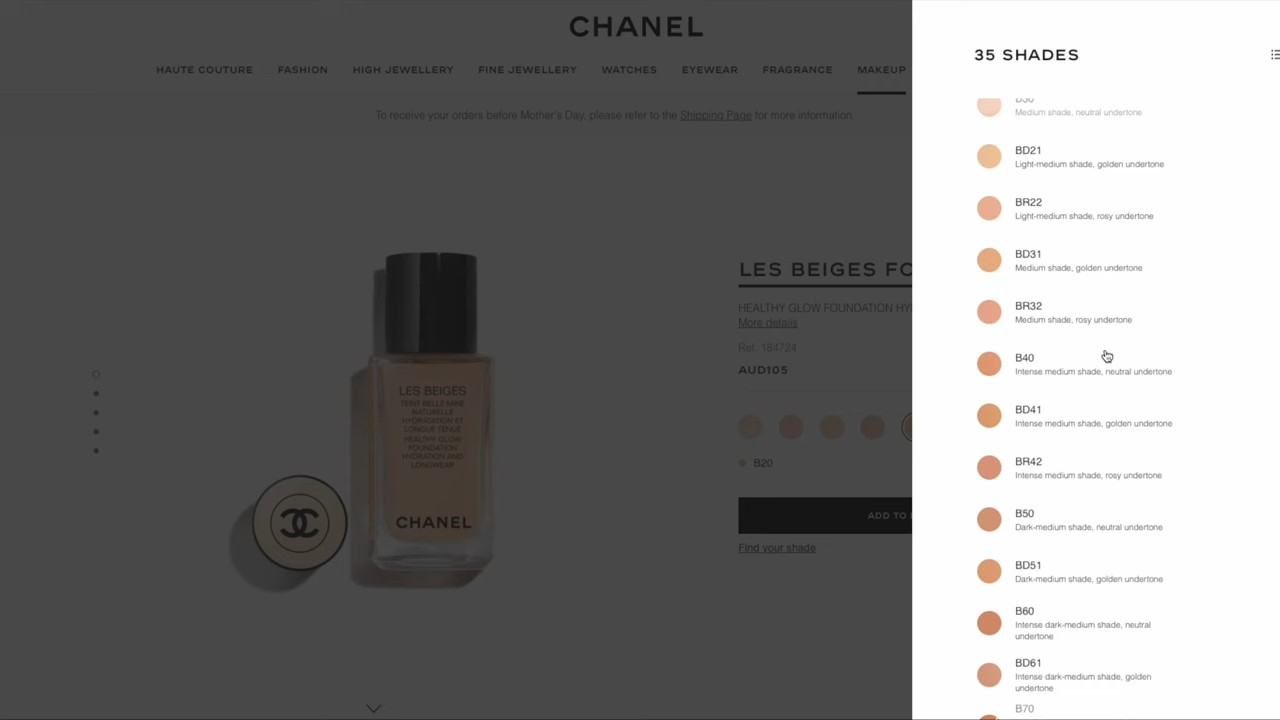 CHANEL
HAUTE COUTURE FASHION HIGH JEWELLERY FINE JEWELLERY WATCHES EYEWEAR FRAGRANCE MAKEUP
To receive your orders before Mother's Day, please refer to the Shipping Page for more information.
LES BEIGES
TEINT BELLE MINE
NATURELLE
HYDRATATION ET
LONGUE TENUE
HEALTHY GLOW
FOUNDATION
HYDRATION AND
LONGWEAR
CHANEL
LES BEIGES FO
HEALTHY GLOW FOUNDATION HY
More details
Ref. 184724
AUD105
B20
ADD TO
Find your shade
35 SHADES
B30
Medium shade, neutral undertone
BD21
Light-medium shade, golden undertone
BR22
Light-medium shade, rosy undertone
BD31
Medium shade, golden undertone
BR32
Medium shade, rosy undertone
B40
Intense medium shade, neutral undertone
BD41
Intense medium shade, golden undertone
BR42
Intense medium shade, rosy undertone
B50
Dark-medium shade, neutral undertone
BD51
Dark-medium shade, golden undertone
B60
Intense dark-medium shade, neutral
undertone
BD61
Intense dark-medium shade, golden
undertone
B70